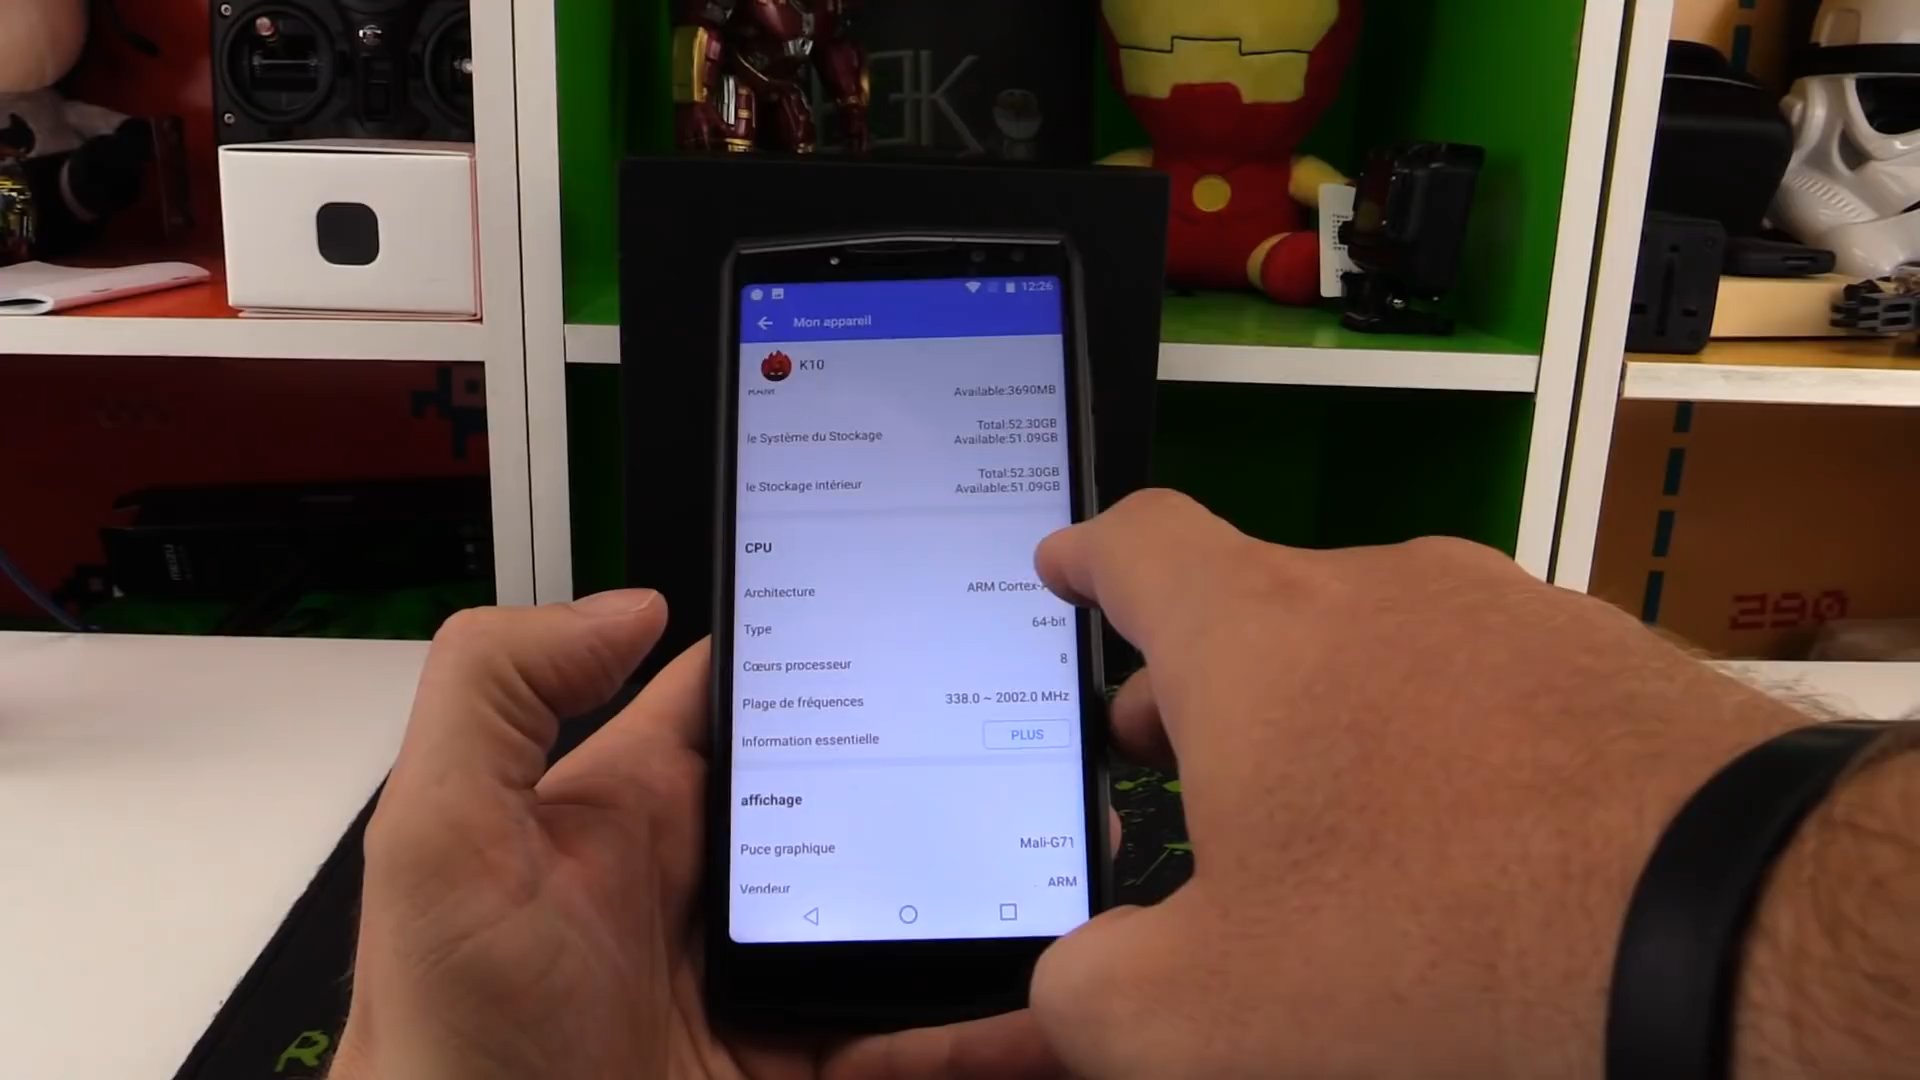 12:26
Mon appareil
K10
Available:3690MB
le Système du Stockage
Total:52.30GB
Available:51.09GB
le Stockage intérieur
Total:52.30GB
Available:51.09GB
CPU
Architecture
ARM Cortex-
Type
64-bit
Cœurs processeur
8
Plage de fréquences
338.0 ~ 2002.0 MHz
Information essentielle
PLUS
affichage
Puce graphique
Mali-G71
Vendeur
ARM
290